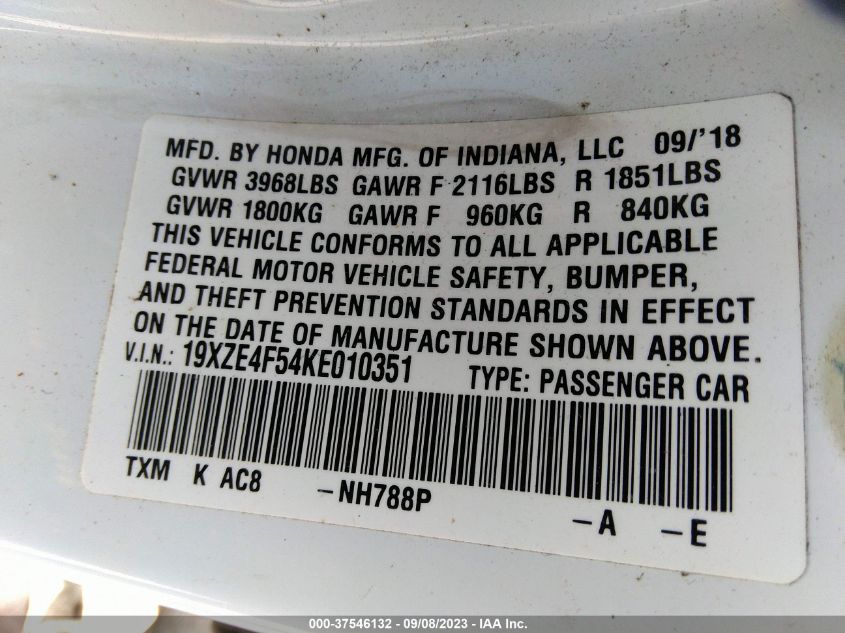 MFD. BY HONDA MFG. OF INDIANA, LLC 09/'18
GVWR 3968LBS GAWR F 2116LBS R 1851LBS
GVWR 1800KG GAWR F 960KG R 840KG
THIS VEHICLE CONFORMS TO ALL APPLICABLE
FEDERAL MOTOR VEHICLE SAFETY, BUMPER,
AND THEFT PREVENTION STANDARDS IN EFFECT
ON THE DATE OF MANUFACTURE SHOWN ABOVE.
V.I.N.: 19XZE4F54KE010351 TYPE: PASSENGER CAR
TXM K AC8 -NH788P -A -E
000-37546132 - 09/08/2023 - IAA Inc.